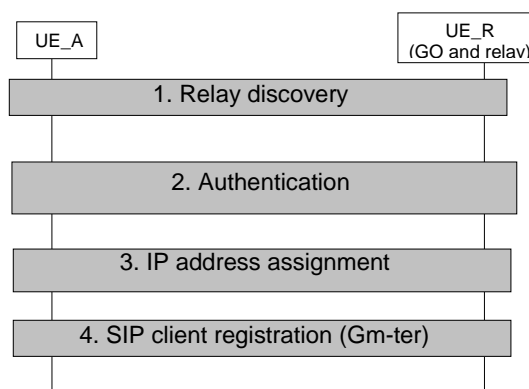 UE_A
UE_R
(GO and relay)
1. Relay discovery
2. Authentication
3. IP address assignment
4. SIP client registration (Gm-ter)